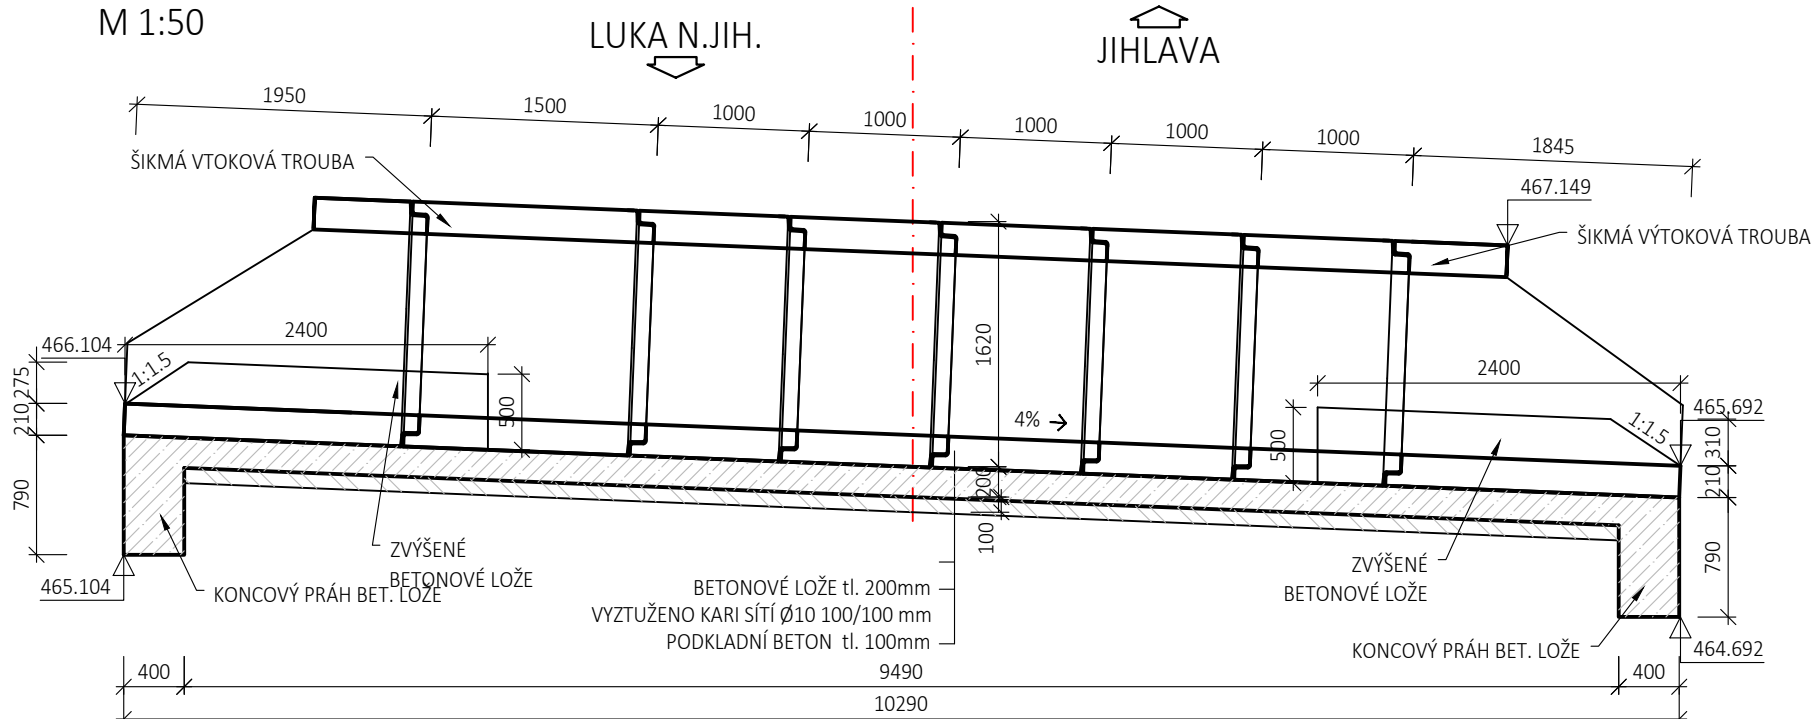 M 1:50
LUKA N.JIH.
JIHLAVA
1950
1500
1000
1000
1000
1000
1000
1845
ŠIKMÁ VTOKOVÁ TROUBA
467.149
ŠIKMÁ VÝTOKOVÁ TROUBA
466.104
2400
1:1.5
275
210
790
500
1620
4%
2400
500
1:1.5
465.692
310
210
790
200
100
ZVÝŠENÉ
BETONOVÉ LOŽE
465.104
KONCOVÝ PRÁH BET. LOŽE
BETONOVÉ LOŽE tl. 200mm
VYZTUŽENO KARI SÍTÍ Ø10 100/100 mm
PODKLADNÍ BETON tl. 100mm
ZVÝŠENÉ
BETONOVÉ LOŽE
KONCOVÝ PRÁH BET. LOŽE
464.692
400
9490
400
10290